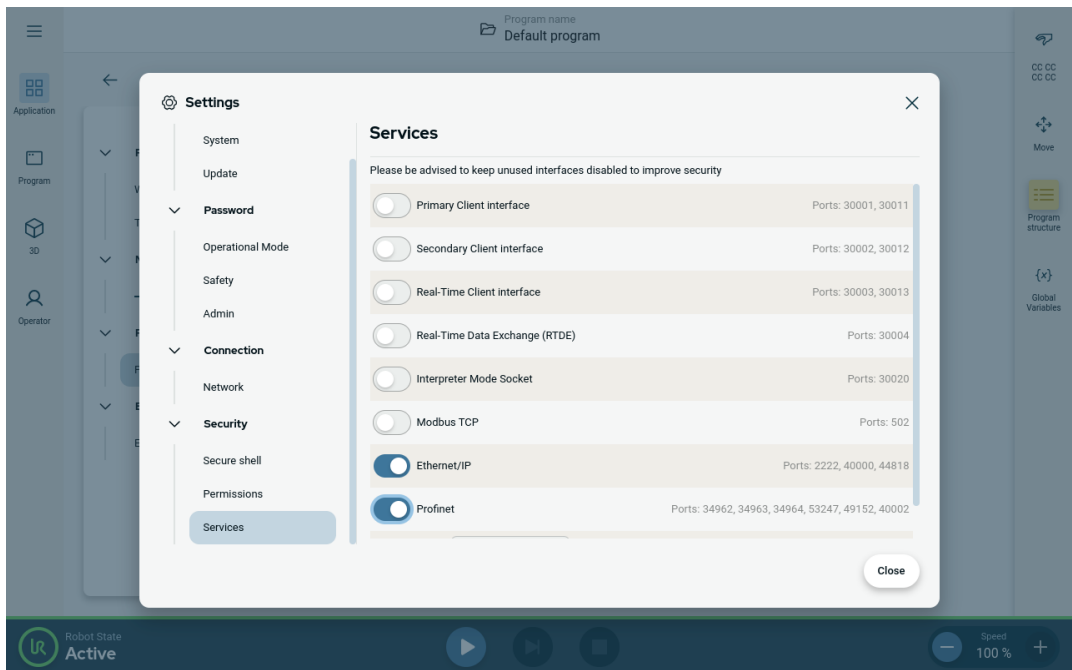 Program name
Default program
Application
Program
3D
Operator
Settings
System
Update
Password
Operational Mode
Safety
Admin
Connection
Network
Security
Secure shell
Permissions
Services
Services
Please be advised to keep unused interfaces disabled to improve security
Primary Client interface Ports: 30001, 30011
Secondary Client interface Ports: 30002, 30012
Real-Time Client interface Ports: 30003, 30013
Real-Time Data Exchange (RTDE) Ports: 30004
Interpreter Mode Socket Ports: 30020
Modbus TCP Ports: 502
Ethernet/IP Ports: 2222, 40000, 44818
Profinet Ports: 34962, 34963, 34964, 53247, 49152, 40002
Close
CC CC
CC CC
Move
Program
structure
{x}
Global
Variables
Robot State
Active
Speed
100 %